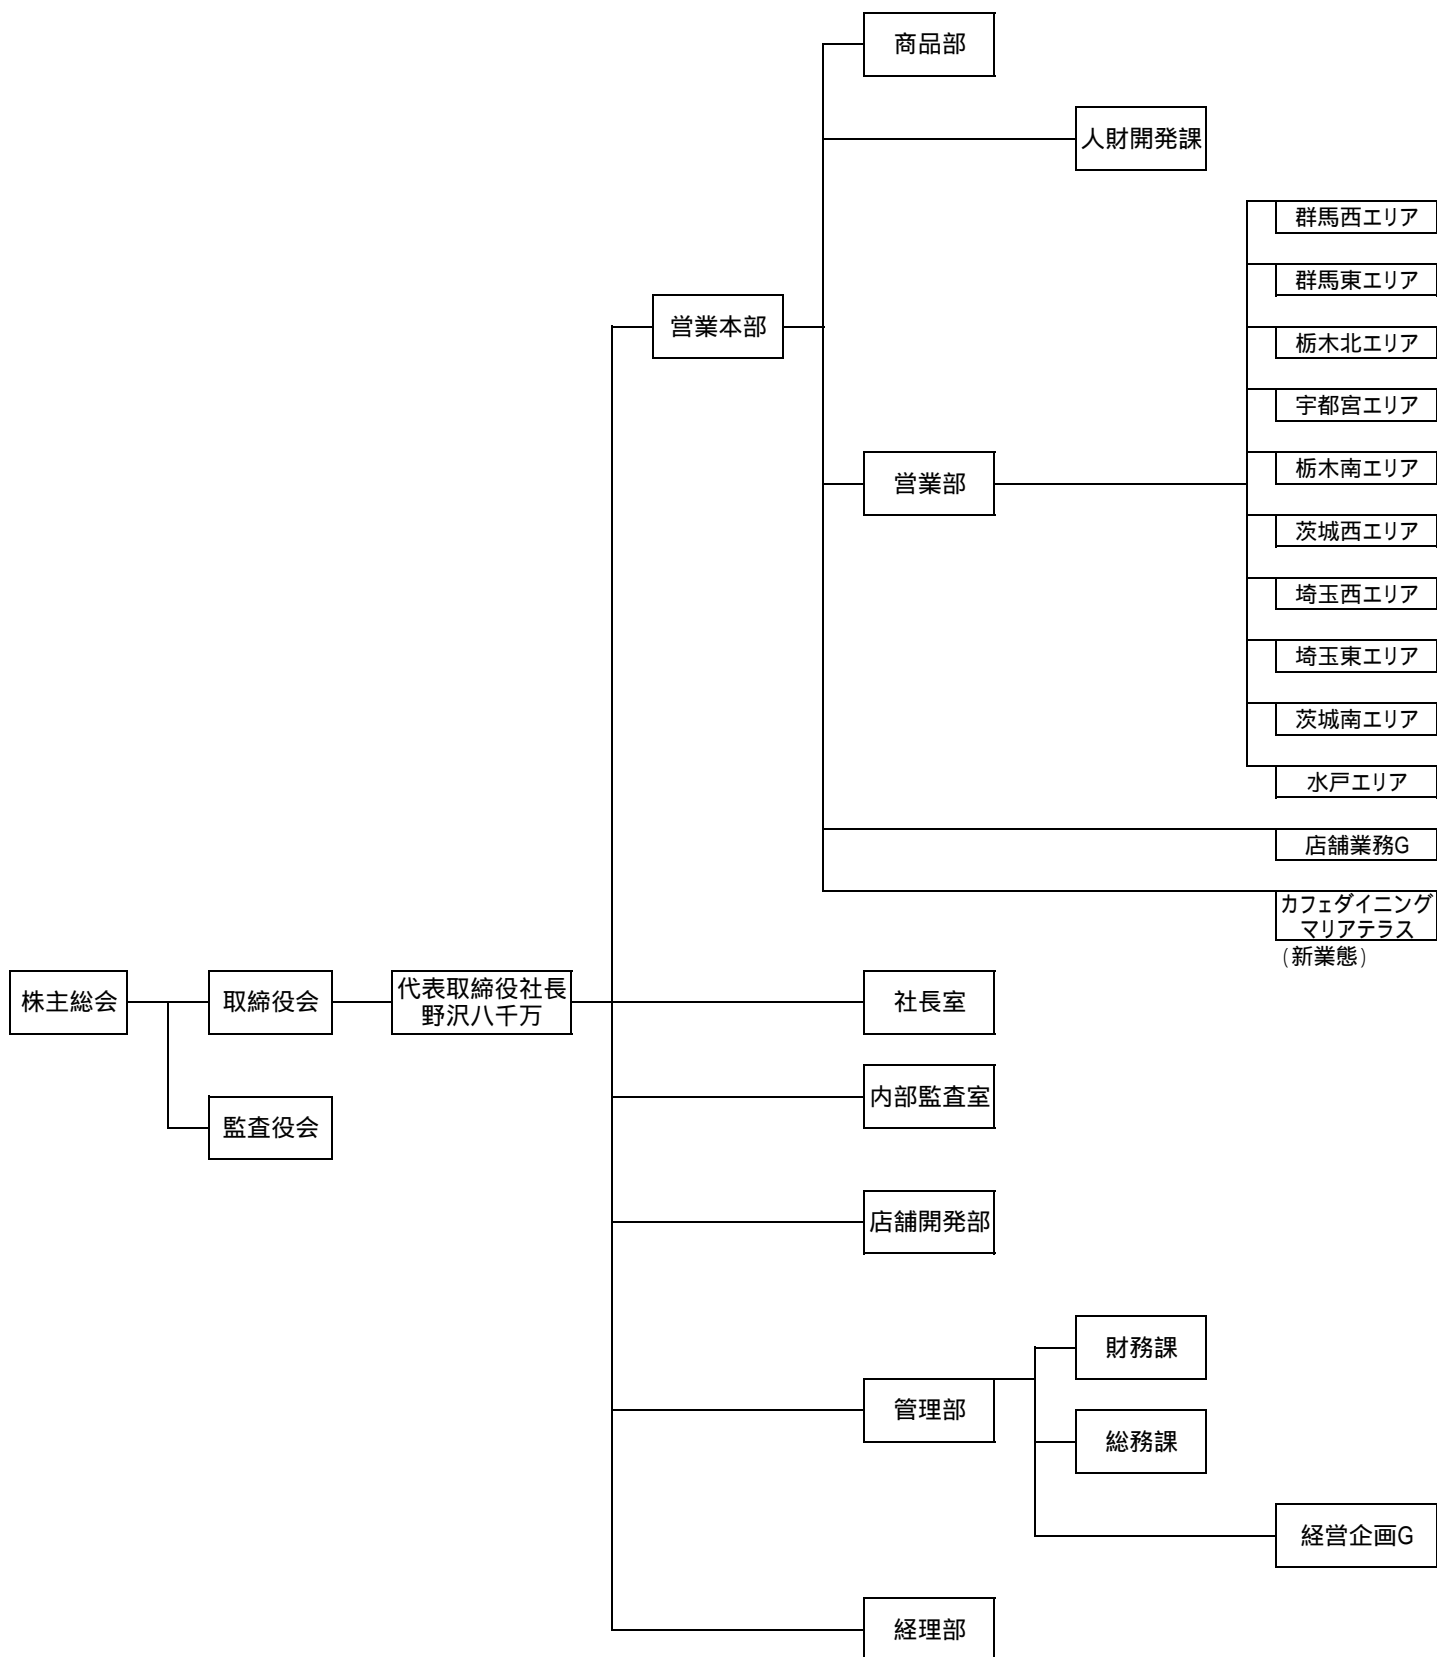 商品部
人財開発課
群馬西エリア
群馬東エリア
営業本部
栃木北エリア
宇都宮エリア
営業部
栃木南エリア
茨城西エリア
埼玉西エリア
埼玉東エリア
茨城南エリア
水戸エリア
店舗業務G
カフェダイニング
マリアテラス
(新業態)
株主総会
取締役会
代表取締役社長
野沢八千万
社長室
内部監査室
監査役会
店舗開発部
財務課
管理部
総務課
経営企画G
経理部